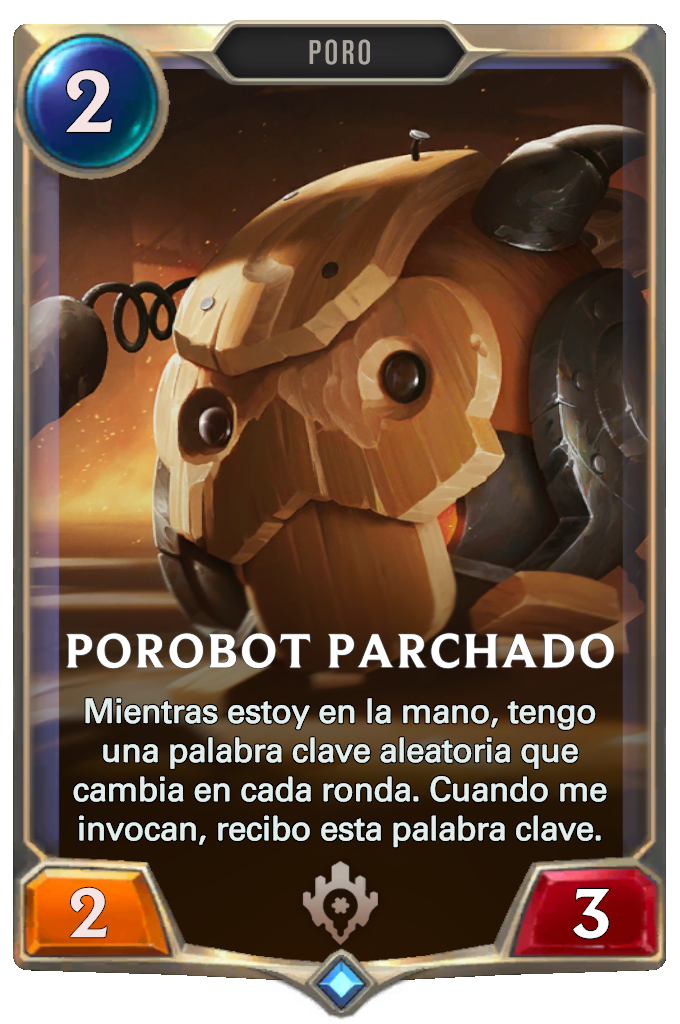 PORO
2
POROBOT PARCHADO
Mientras estoy en la mano, tengo
una palabra clave aleatoria que
cambia en cada ronda. Cuando me
invocan, recibo esta palabra clave.
2
3